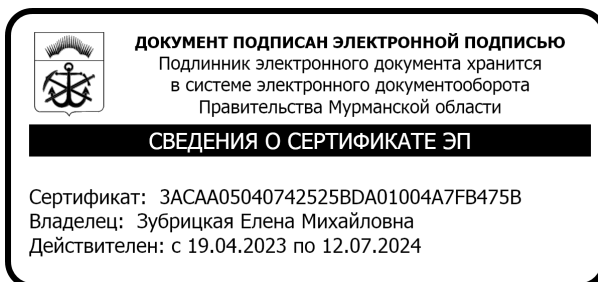 ДОКУМЕНТ ПОДПИСАН ЭЛЕКТРОННОЙ ПОДПИСЬЮ
Подлинник электронного документа хранится
в системе электронного документооборота
Правительства Мурманской области
СВЕДЕНИЯ О СЕРТИФИКАТЕ ЭП
Сертификат: 3ACAA05040742525BDA01004A7FB475B
Владелец: Зубрицкая Елена Михайловна
Действителен: с 19.04.2023 по 12.07.2024